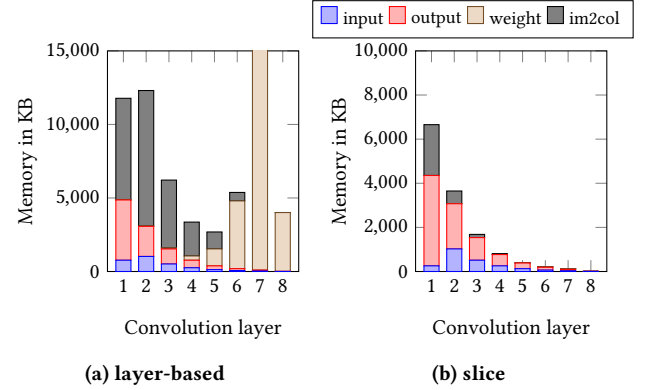 input output weight im2col
15,000
10,000
5,000
0
Memory in KB
1 2 3 4 5 6 7 8
Convolution layer
(a) layer-based
10,000
8,000
6,000
4,000
2,000
0
Memory in KB
1 2 3 4 5 6 7 8
Convolution layer
(b) slice